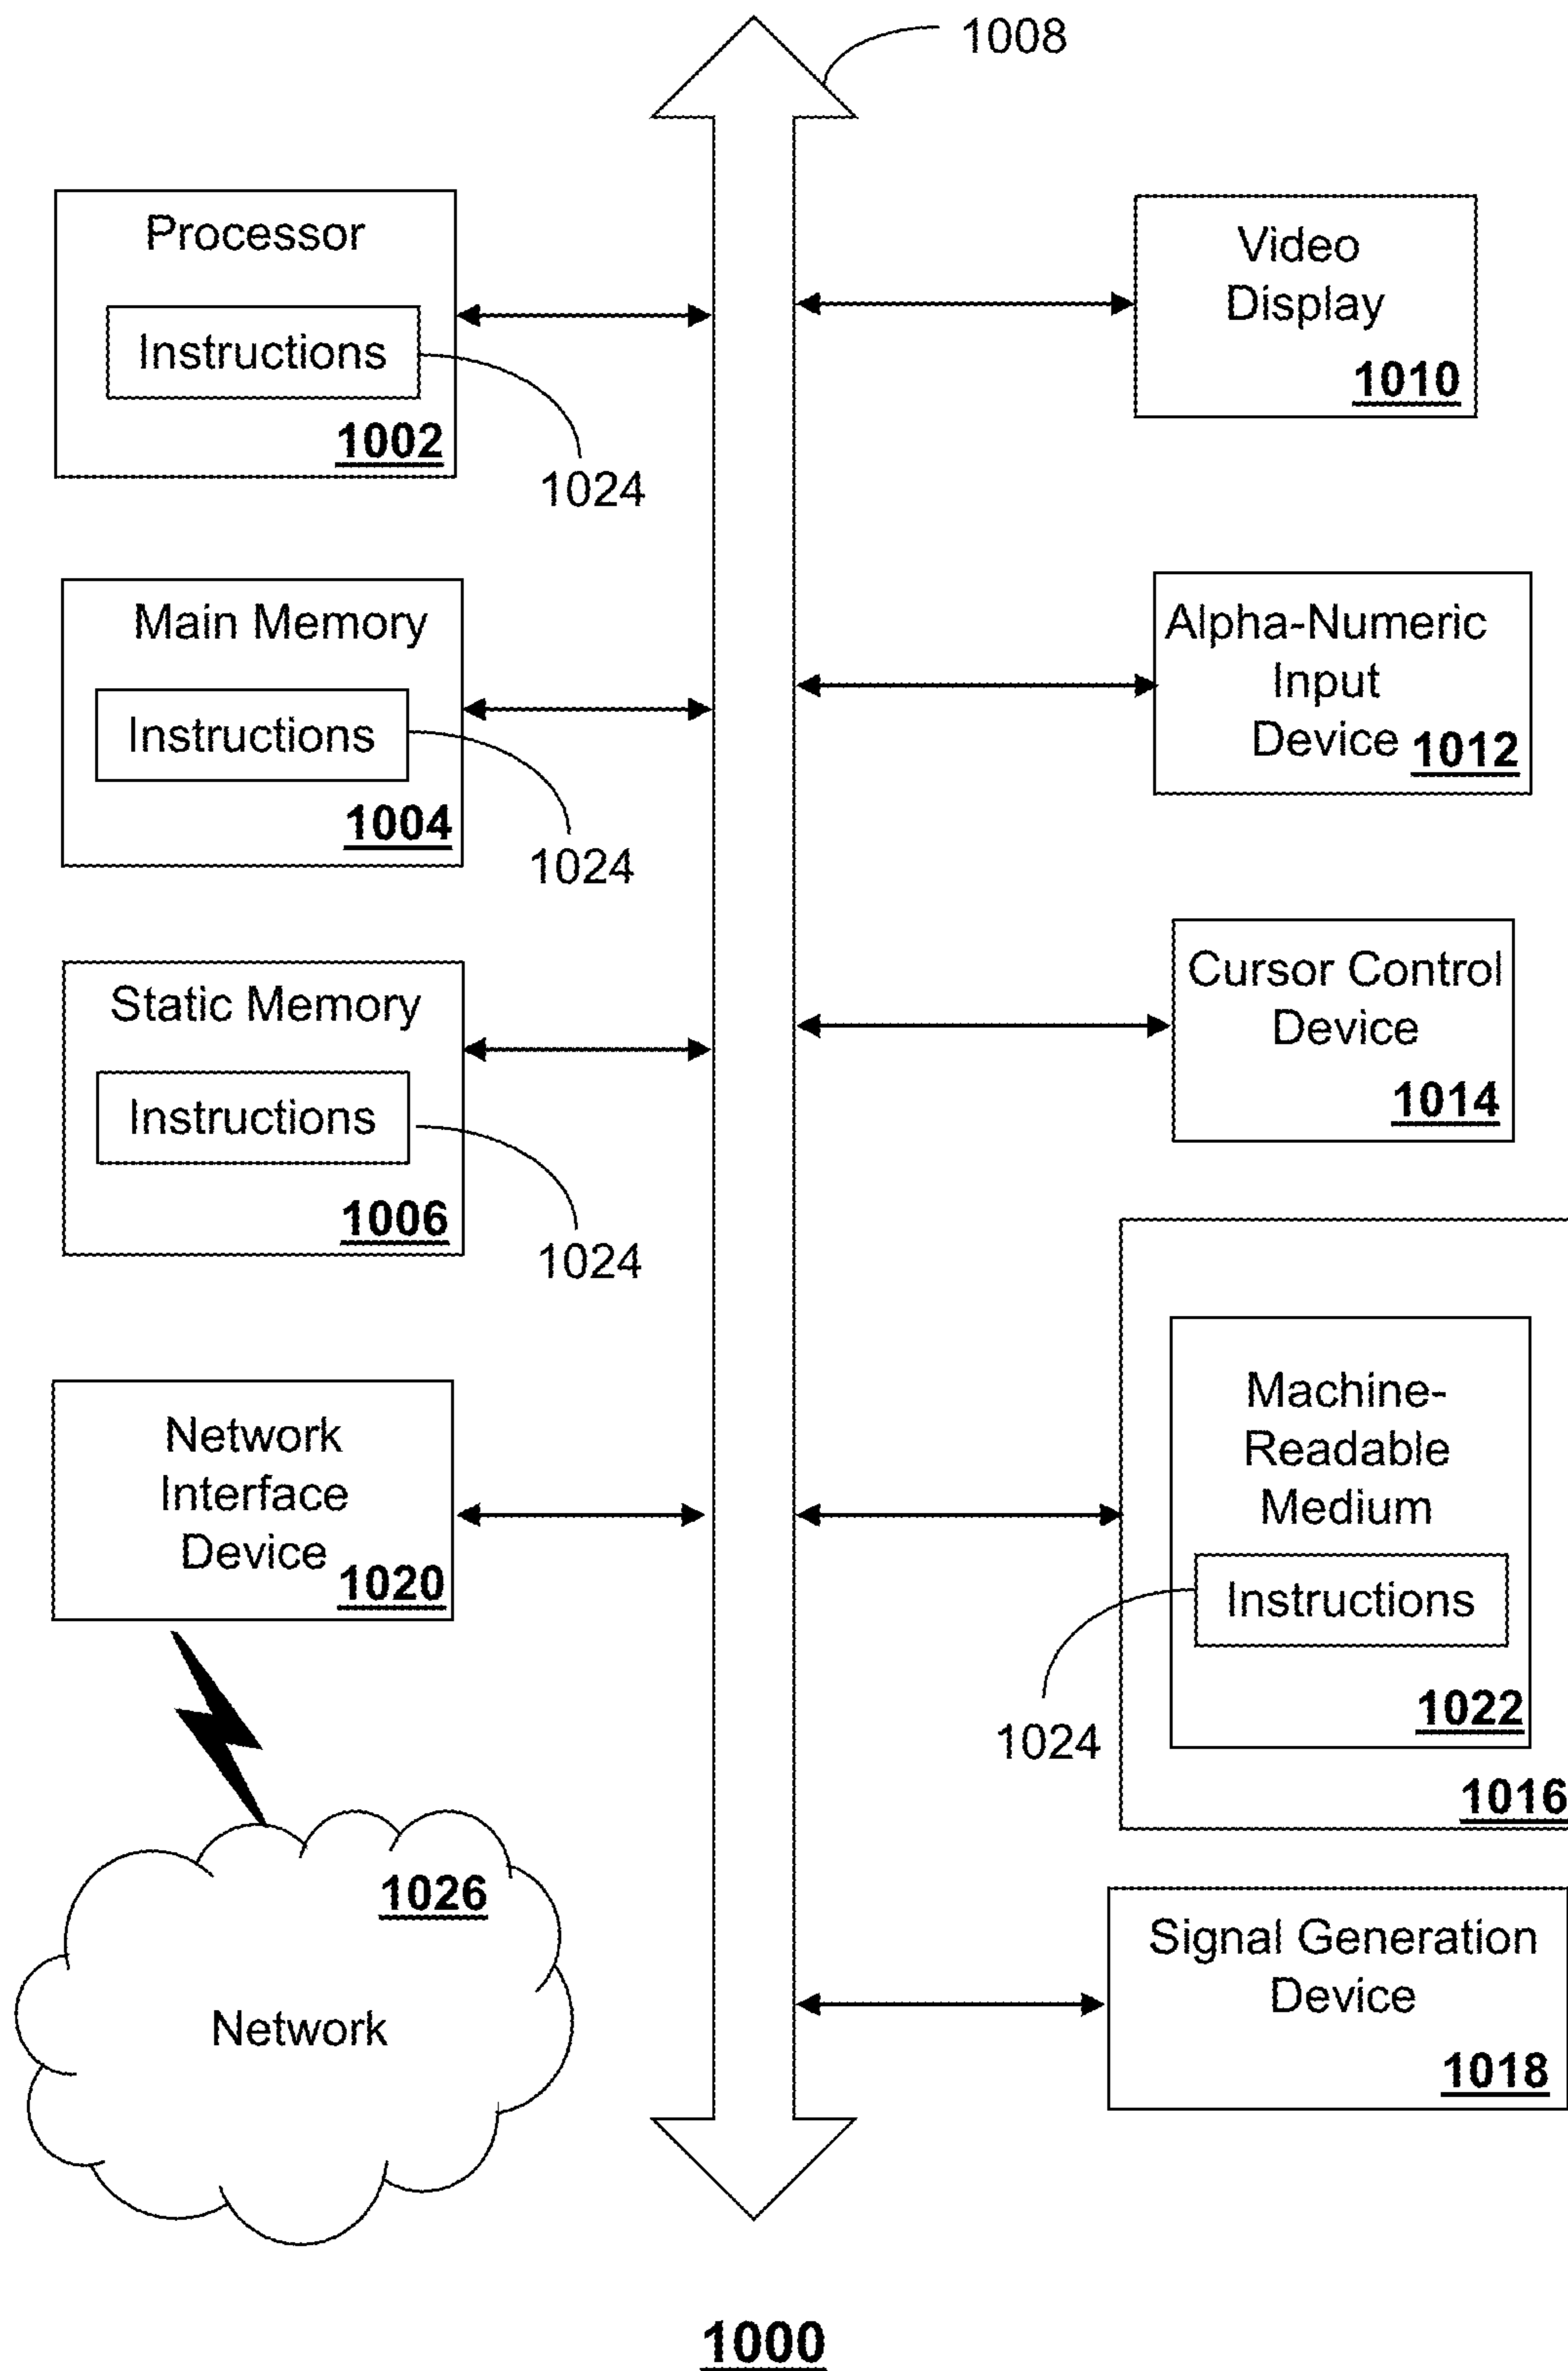 1008
Processor
Instructions
1002
1024
Main Memory
Instructions
1004
1024
Static Memory
Instructions
1006
1024
Network
Interface
Device
1020
1026
Network
Video
Display
1010
Alpha-Numeric
Input
Device 1012
Cursor Control
Device
1014
Machine-
Readable
Medium
Instructions
1024
1022
1016
Signal Generation
Device
1018
1000